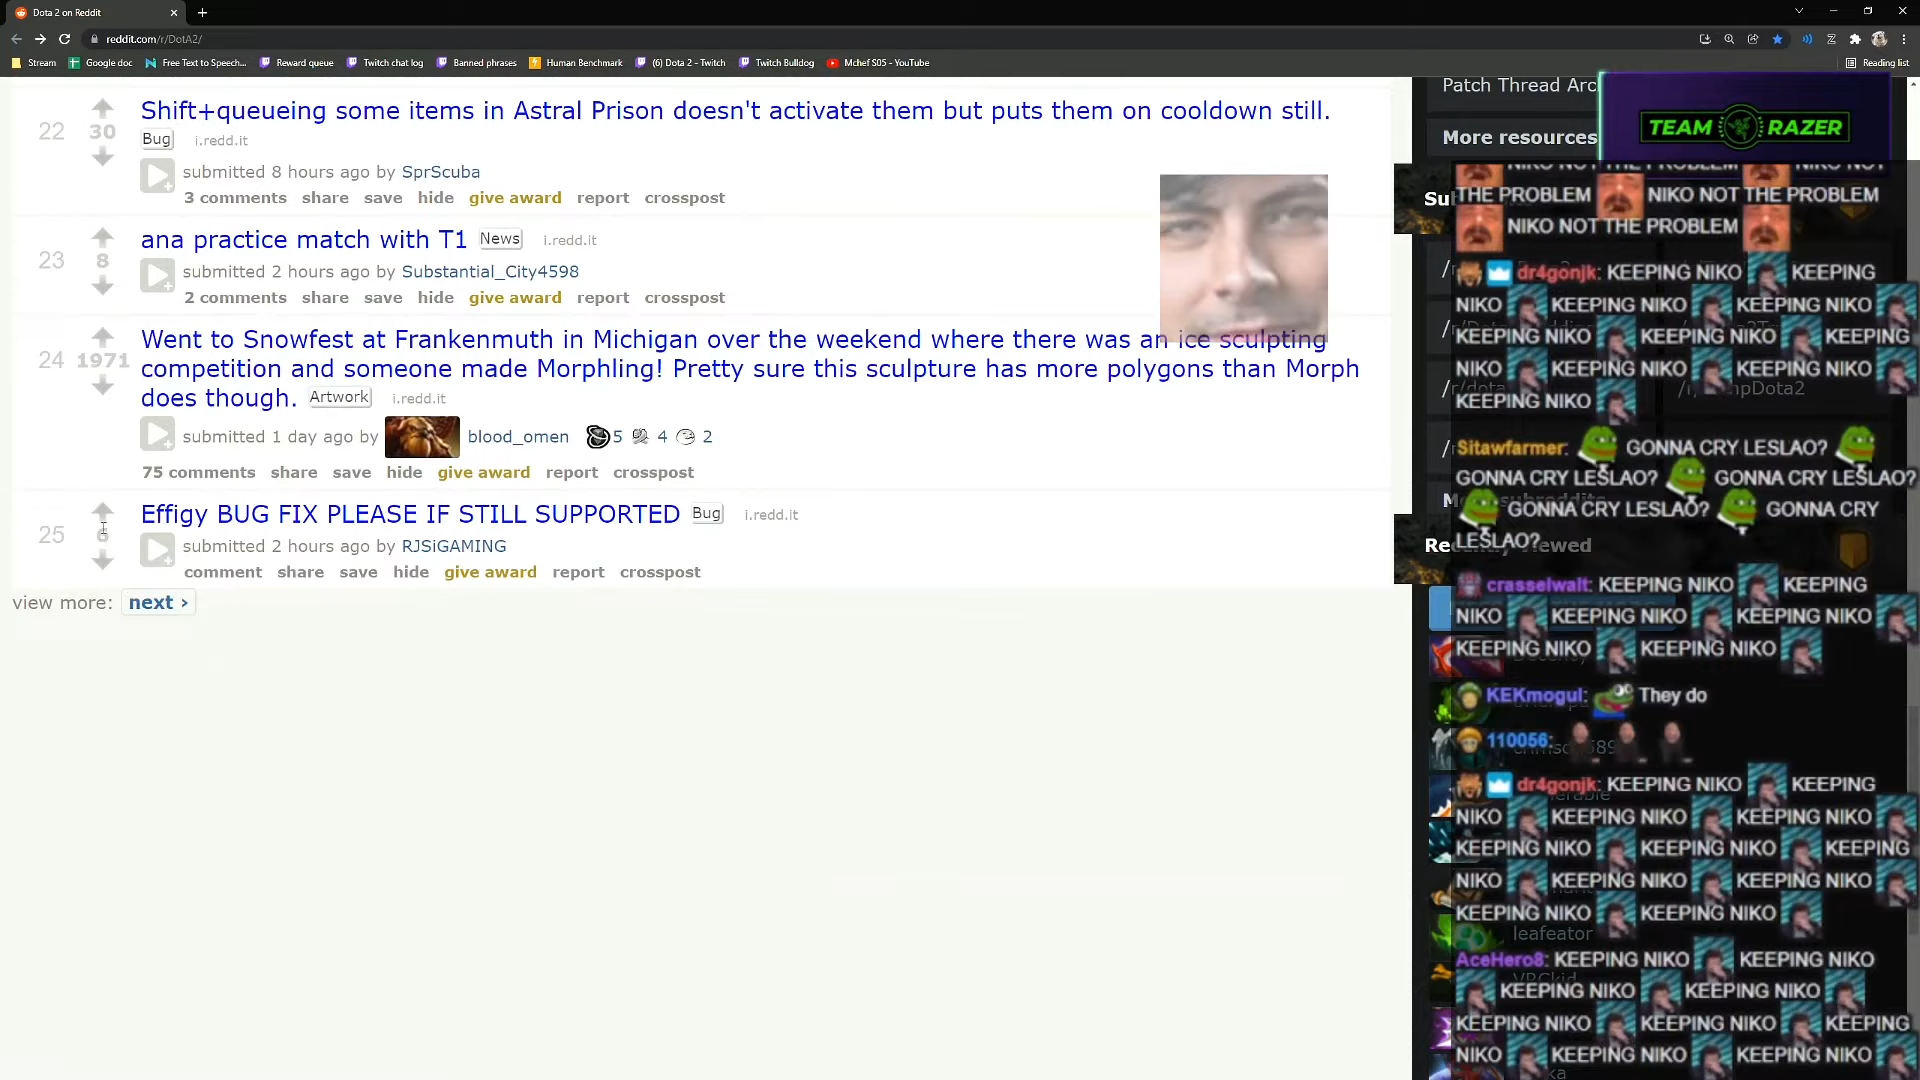 Dota 2 on Reddit
reddit.com/r/DotA2/
Stream Google doc Free Text to Speech... Reward queue Twitch chat log Banned phrases Human Benchmark (6) Dota 2 - Twitch Twitch Bulldog Mchef S05 - YouTube Reading list
22
30
Shift+queueing some items in Astral Prison doesn't activate them but puts them on cooldown still.
Bug i.redd.it
submitted 8 hours ago by SprScuba
3 comments share save hide give award report crosspost
23
8
ana practice match with T1 News i.redd.it
submitted 2 hours ago by Substantial_City4598
2 comments share save hide give award report crosspost
24
1971
Went to Snowfest at Frankenmuth in Michigan over the weekend where there was an ice sculpting
competition and someone made Morphling! Pretty sure this sculpture has more polygons than Morph
does though. Artwork i.redd.it
submitted 1 day ago by blood_omen 5 4 2
75 comments share save hide give award report crosspost
25
Effigy BUG FIX PLEASE IF STILL SUPPORTED Bug i.redd.it
submitted 2 hours ago by RJSiGAMING
comment share save hide give award report crosspost
view more: next ›
Patch Thread Arc
More resources
TEAM RAZER
NIKO NOT THE PROBLEM NIKO NOT
THE PROBLEM NIKO NOT THE PROBLEM
NIKO NOT THE PROBLEM
dr4gonjk: KEEPING NIKO KEEPING
NIKO KEEPING NIKO KEEPING NIKO
KEEPING NIKO KEEPING NIKO KEEPING
NIKO KEEPING NIKO KEEPING NIKO
KEEPING NIKO
Sitawfarmer: GONNA CRY LESLAO?
GONNA CRY LESLAO? GONNA CRY LESLAO?
GONNA CRY LESLAO? GONNA CRY
LESLAO?
crasselwalt: KEEPING NIKO KEEPING
NIKO KEEPING NIKO KEEPING NIKO
KEEPING NIKO KEEPING NIKO
KEKmogul: They do
110056:
dr4gonjk: KEEPING NIKO KEEPING
NIKO KEEPING NIKO KEEPING NIKO
KEEPING NIKO KEEPING NIKO KEEPING
NIKO KEEPING NIKO KEEPING NIKO
KEEPING NIKO KEEPING NIKO
leafeator
AceHero8: KEEPING NIKO KEEPING NIKO
KEEPING NIKO KEEPING NIKO
KEEPING NIKO KEEPING NIKO KEEPING
NIKO KEEPING NIKO KEEPING NIKO